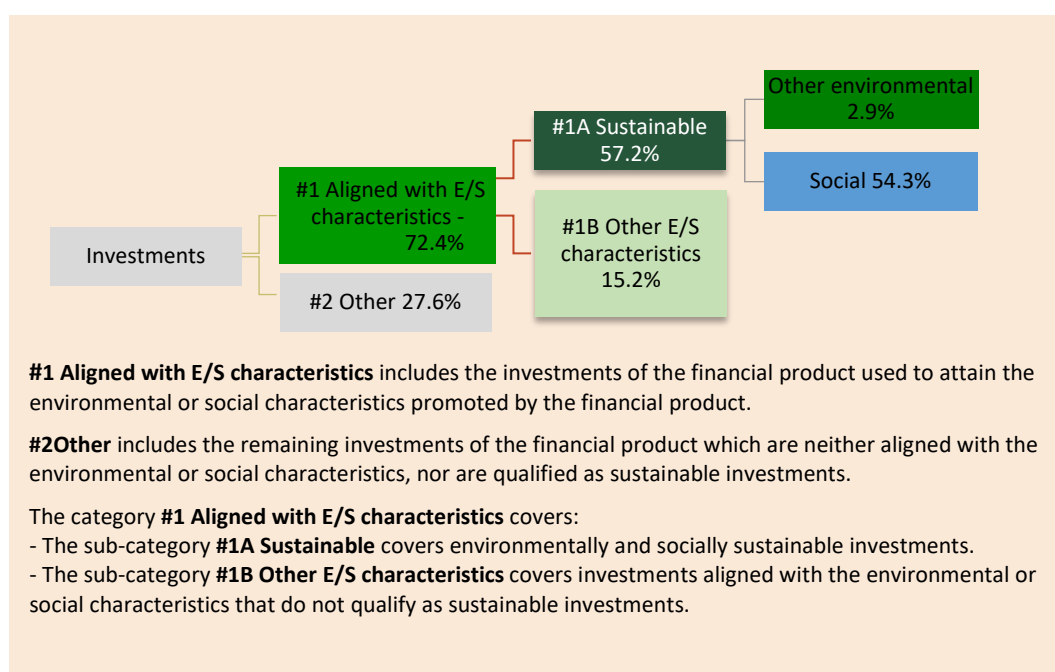 Investments
#1 Aligned with E/S
characteristics -
72.4%
#2 Other 27.6%
#1A Sustainable
57.2%
#1B Other E/S
characteristics
15.2%
Other environmental
2.9%
Social 54.3%
#1 Aligned with E/S characteristics includes the investments of the financial product used to attain the
environmental or social characteristics promoted by the financial product.
#2Other includes the remaining investments of the financial product which are neither aligned with the
environmental or social characteristics, nor are qualified as sustainable investments.
The category #1 Aligned with E/S characteristics covers:
- The sub-category #1A Sustainable covers environmentally and socially sustainable investments.
- The sub-category #1B Other E/S characteristics covers investments aligned with the environmental or
social characteristics that do not qualify as sustainable investments.